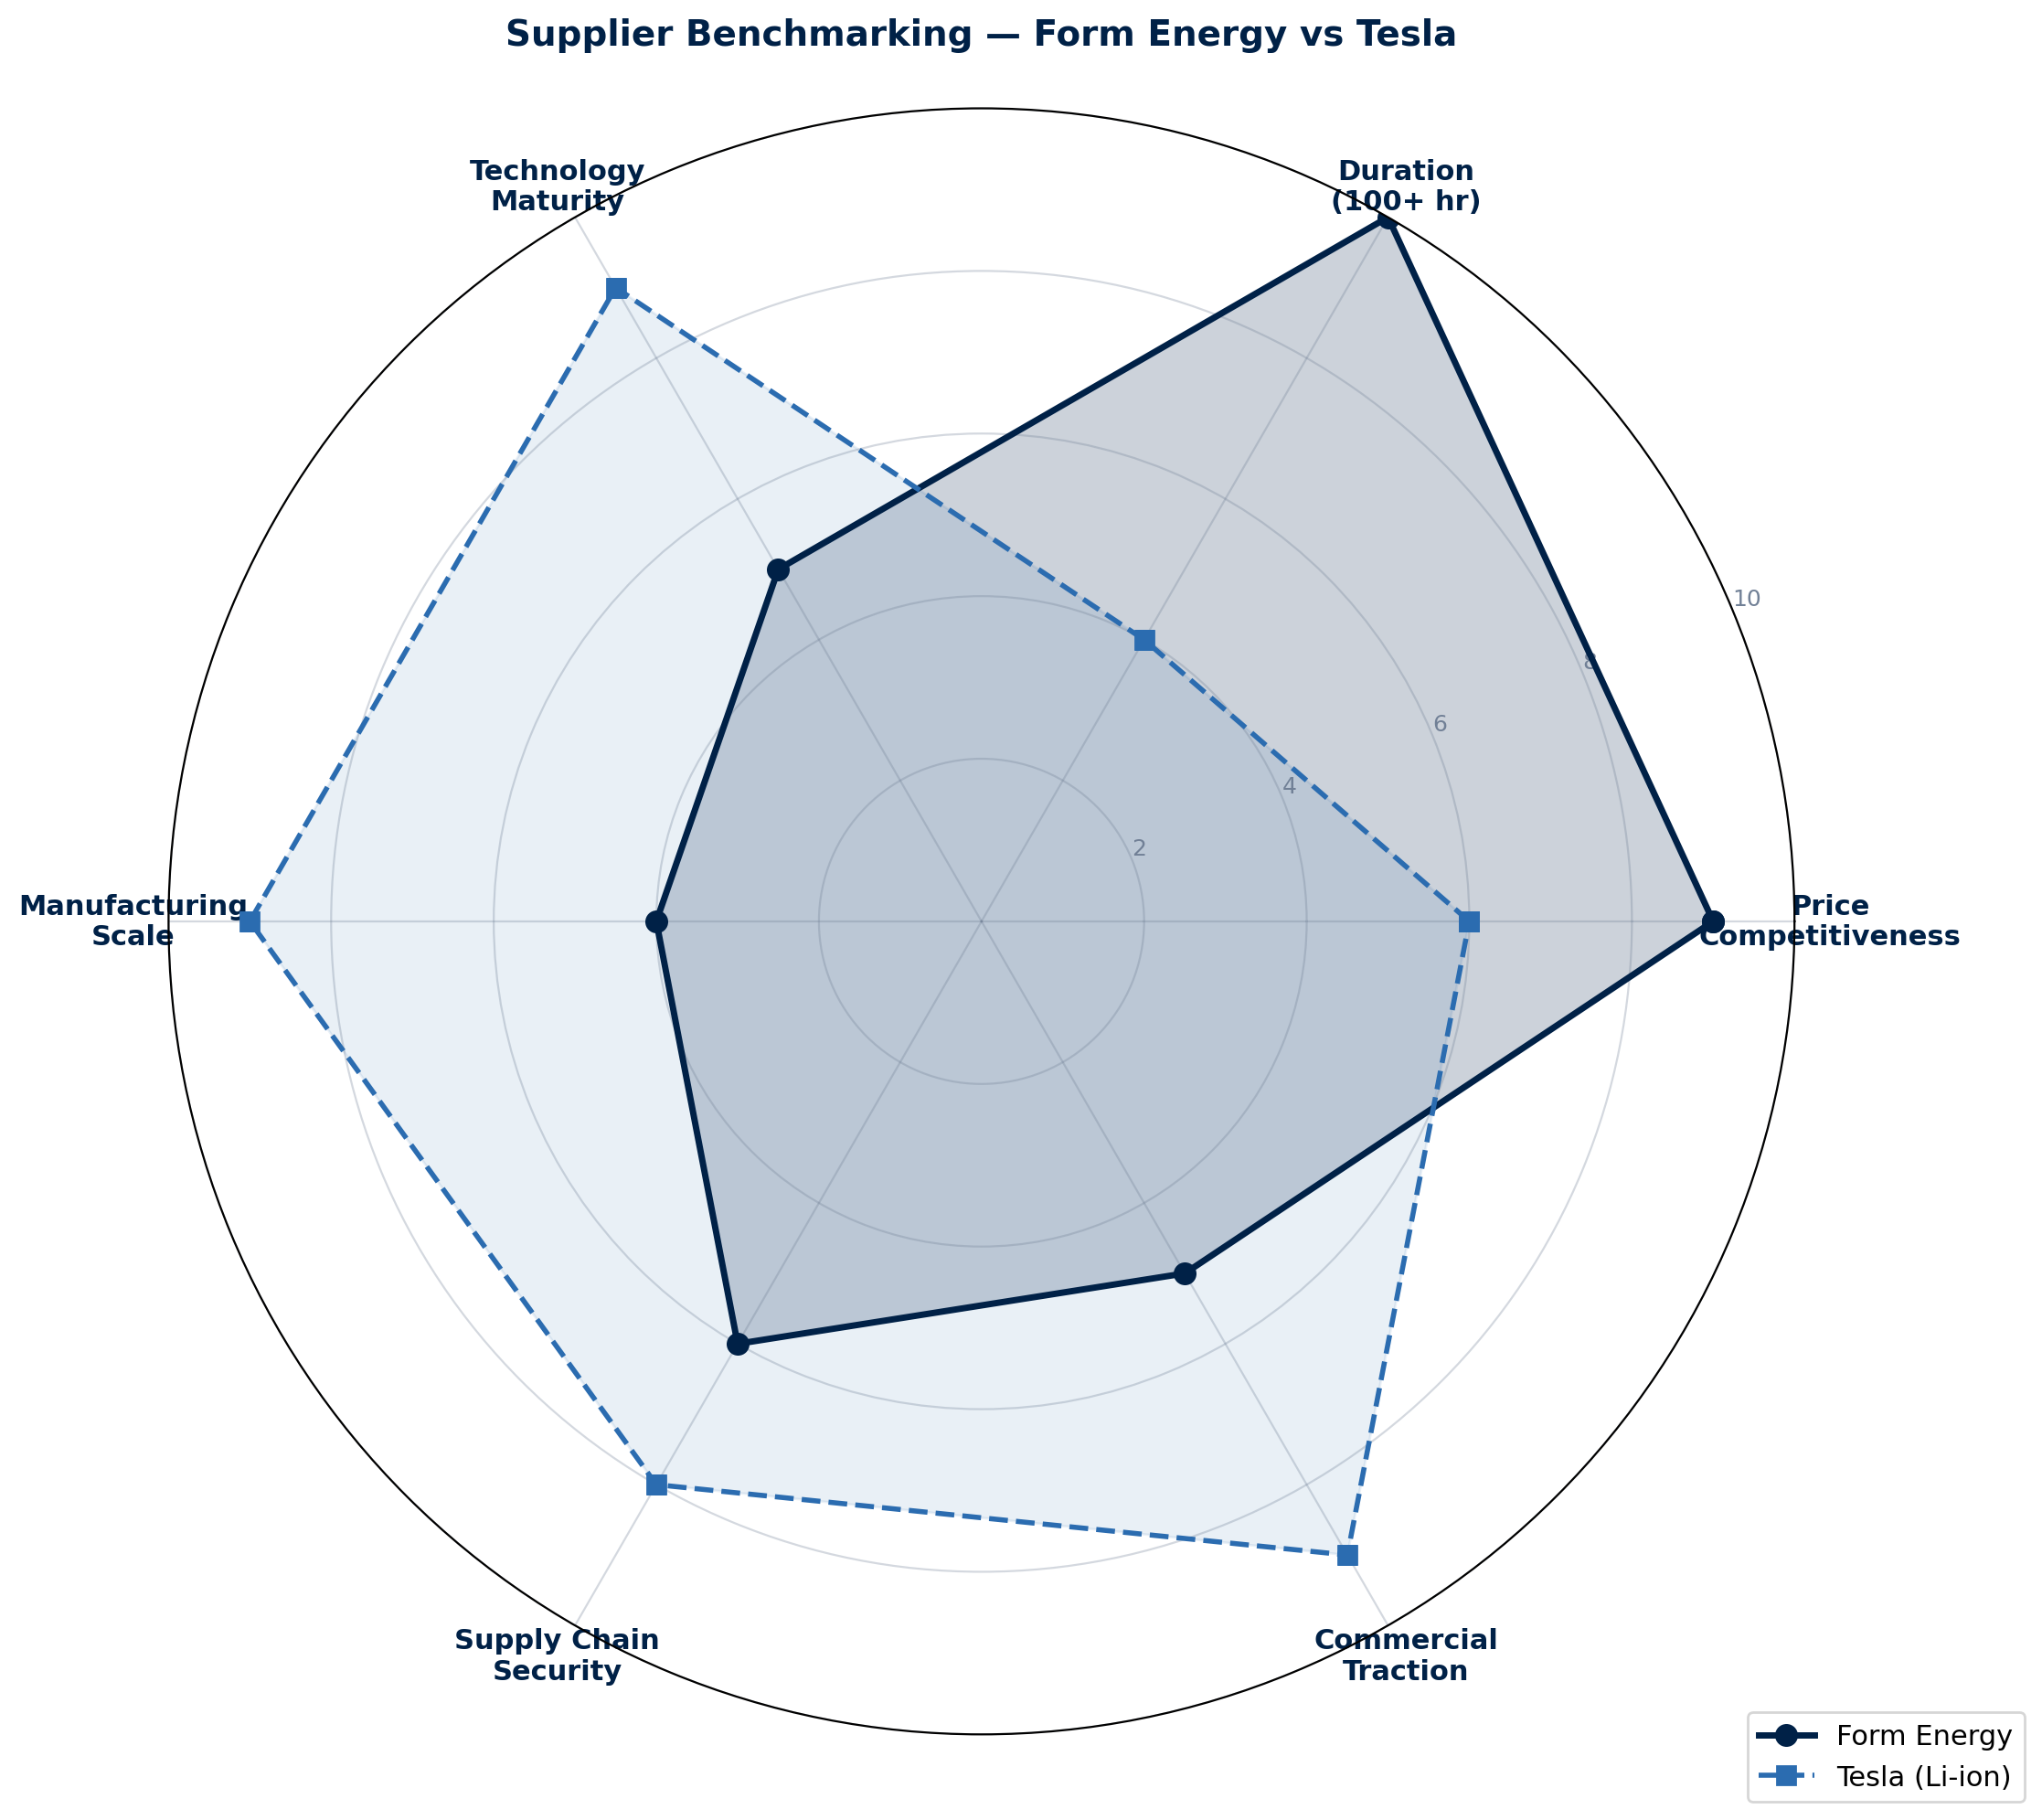 Supplier Benchmarking — Form Energy vs Tesla
Technology
Maturity
Duration
(100+ hr)
10
8
6
4
2
Manufacturing
Scale
Price
Competitiveness
Supply Chain
Security
Commercial
Traction
Form Energy
Tesla (Li-ion)